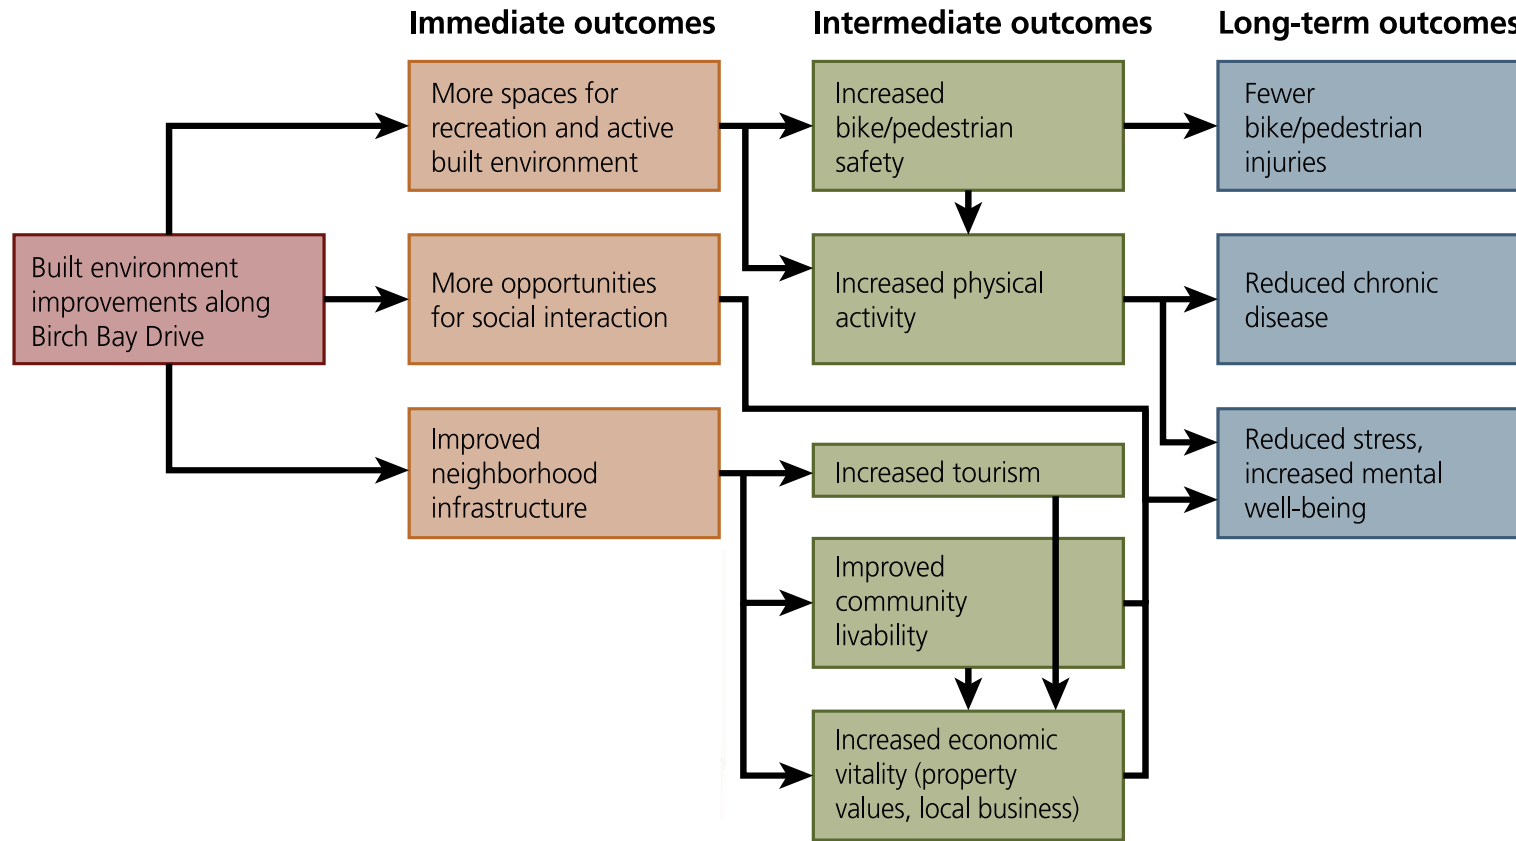 Immediate outcomes
Intermediate outcomes
Long-term outcomes
More spaces for
recreation and active
built environment
Increased
bike/pedestrian
safety
Fewer
bike/pedestrian
injuries
Built environment
improvements along
Birch Bay Drive
More opportunities
for social interaction
Increased physical
activity
Reduced chronic
disease
Improved
neighborhood
infrastructure
Increased tourism
Reduced stress,
increased mental
well-being
Improved
community
livability
Increased economic
vitality (property
values, local business)